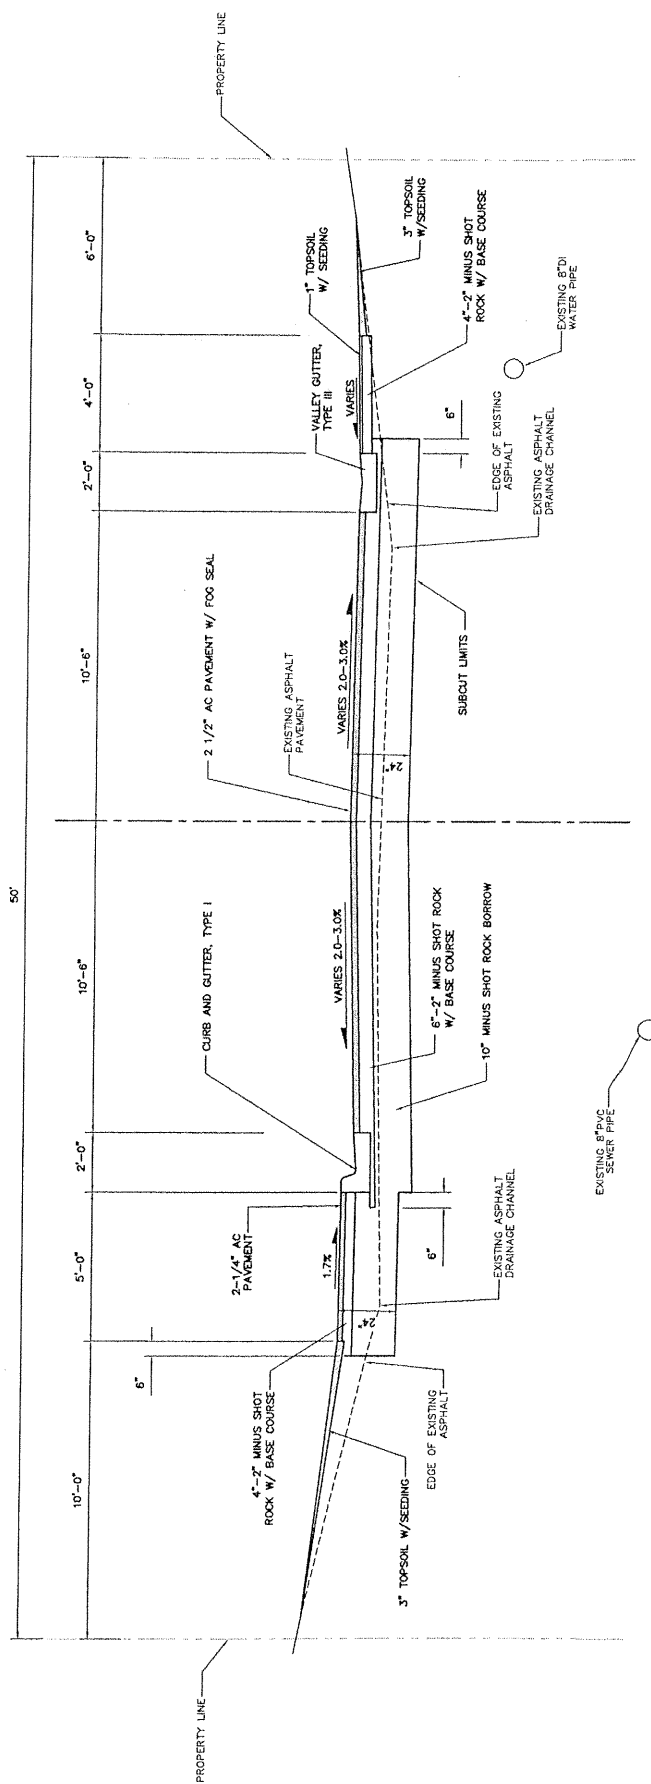 50'
10'-0"
5'-0"
2'-0"
10'-6"
10'-6"
2'-0"
4'-0"
6'-0"
PROPERTY LINE
PROPERTY LINE
6"
4"-2" MINUS SHOT
ROCK W/ BASE COURSE
2-1/4" AC
PAVEMENT
1.7%
CURB AND GUTTER, TYPE I
VARIES 2.0-3.0%
2 1/2" AC PAVEMENT W/ FOG SEAL
EXISTING ASPHALT
PAVEMENT
VARIES 2.0-3.0%
VALLEY GUTTER,
TYPE III
VARIES
1" TOPSOIL
W/ SEEDING
3" TOPSOIL
W/SEEDING
4"-2" MINUS SHOT
ROCK W/ BASE COURSE
24"
24"
3" TOPSOIL W/SEEDING
EDGE OF EXISTING
ASPHALT
EXISTING ASPHALT
DRAINAGE CHANNEL
6"
6"-2" MINUS SHOT ROCK
W/ BASE COURSE
10" MINUS SHOT ROCK BORROW
SUBCUT LIMITS
EDGE OF EXISTING
ASPHALT
EXISTING ASPHALT
DRAINAGE CHANNEL
6"
EXISTING 8"PVC
SEWER PIPE
EXISTING 8"DI
WATER PIPE